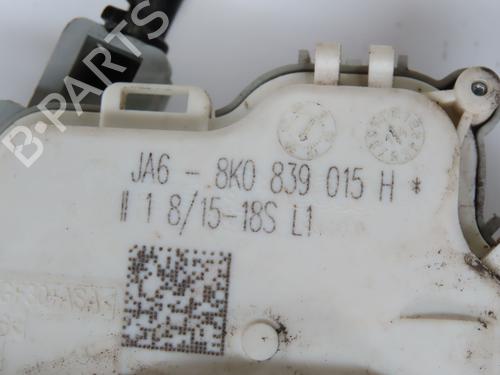 B-PARTS
JA6 - 8K0 839 015 H *
II 1 8/15-18S L1